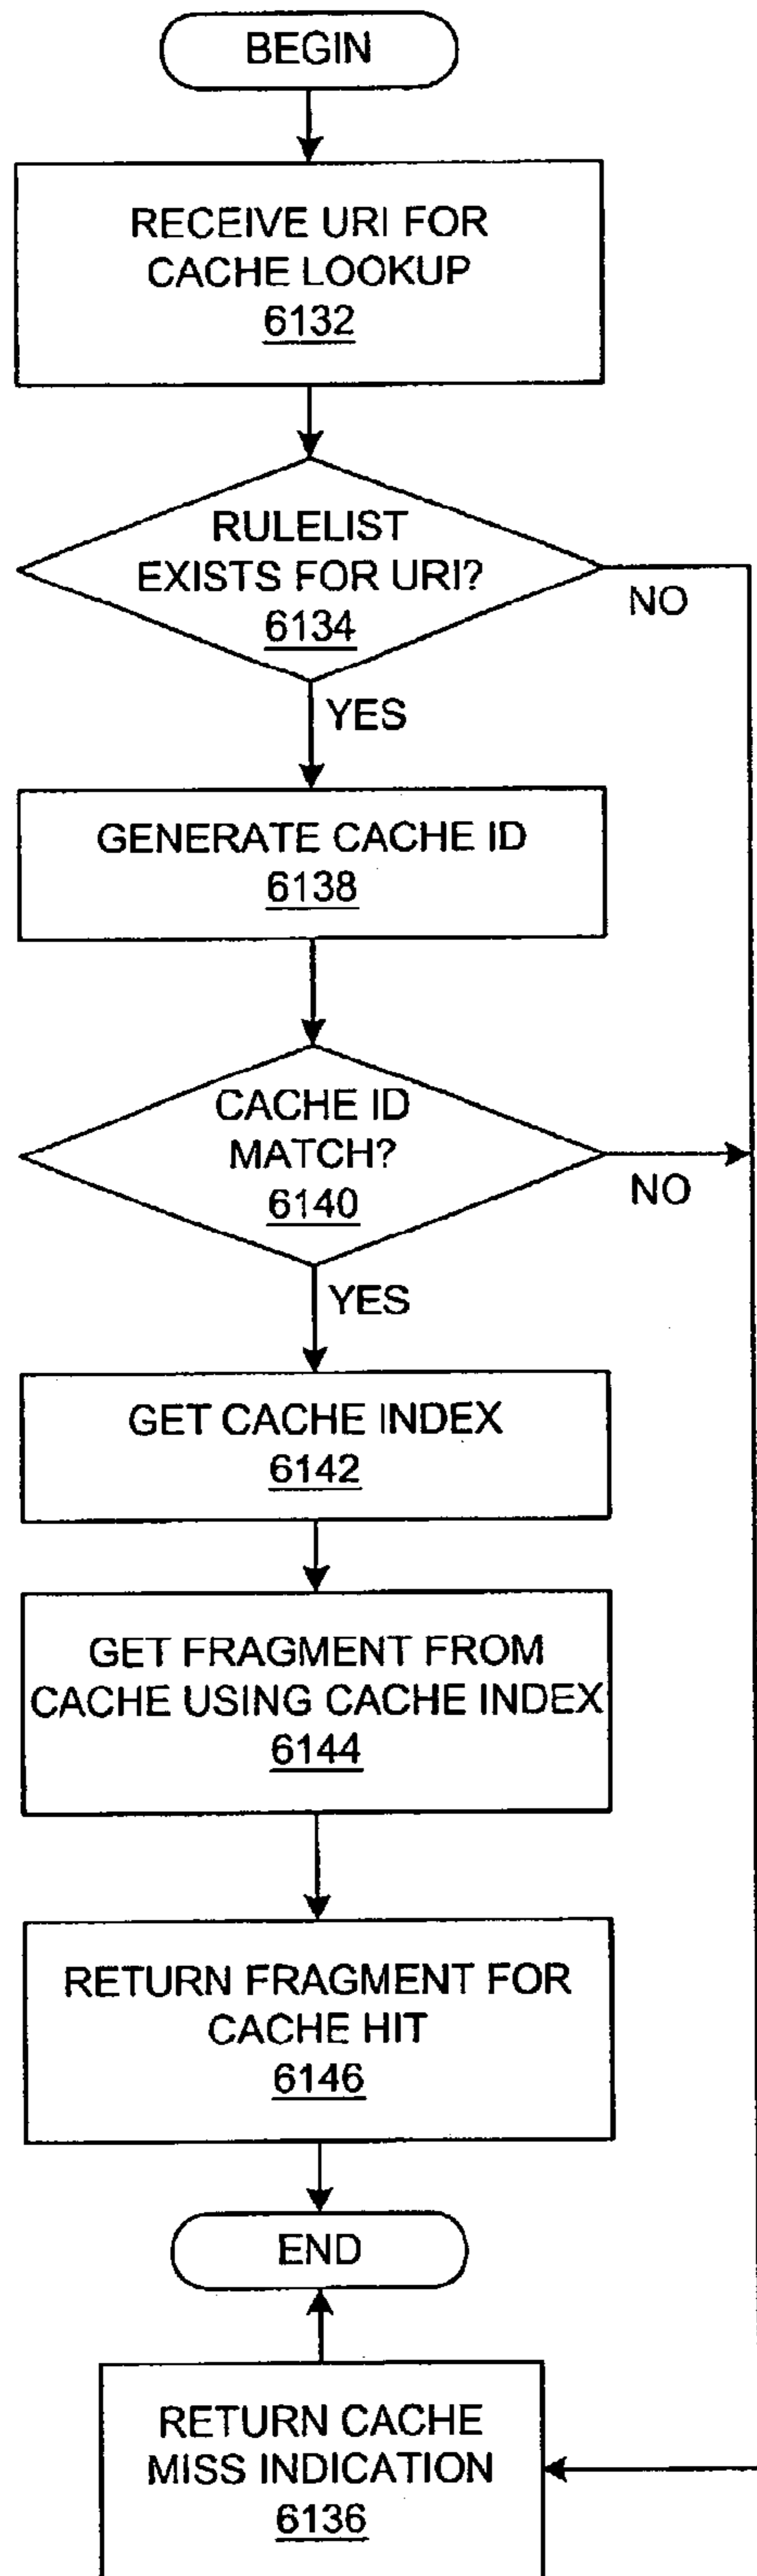 BEGIN
RECEIVE URI FOR
CACHE LOOKUP
6132
RULELIST
EXISTS FOR URI?
6134
NO
YES
GENERATE CACHE ID
6138
CACHE ID
MATCH?
6140
NO
YES
GET CACHE INDEX
6142
GET FRAGMENT FROM
CACHE USING CACHE INDEX
6144
RETURN FRAGMENT FOR
CACHE HIT
6146
END
RETURN CACHE
MISS INDICATION
6136